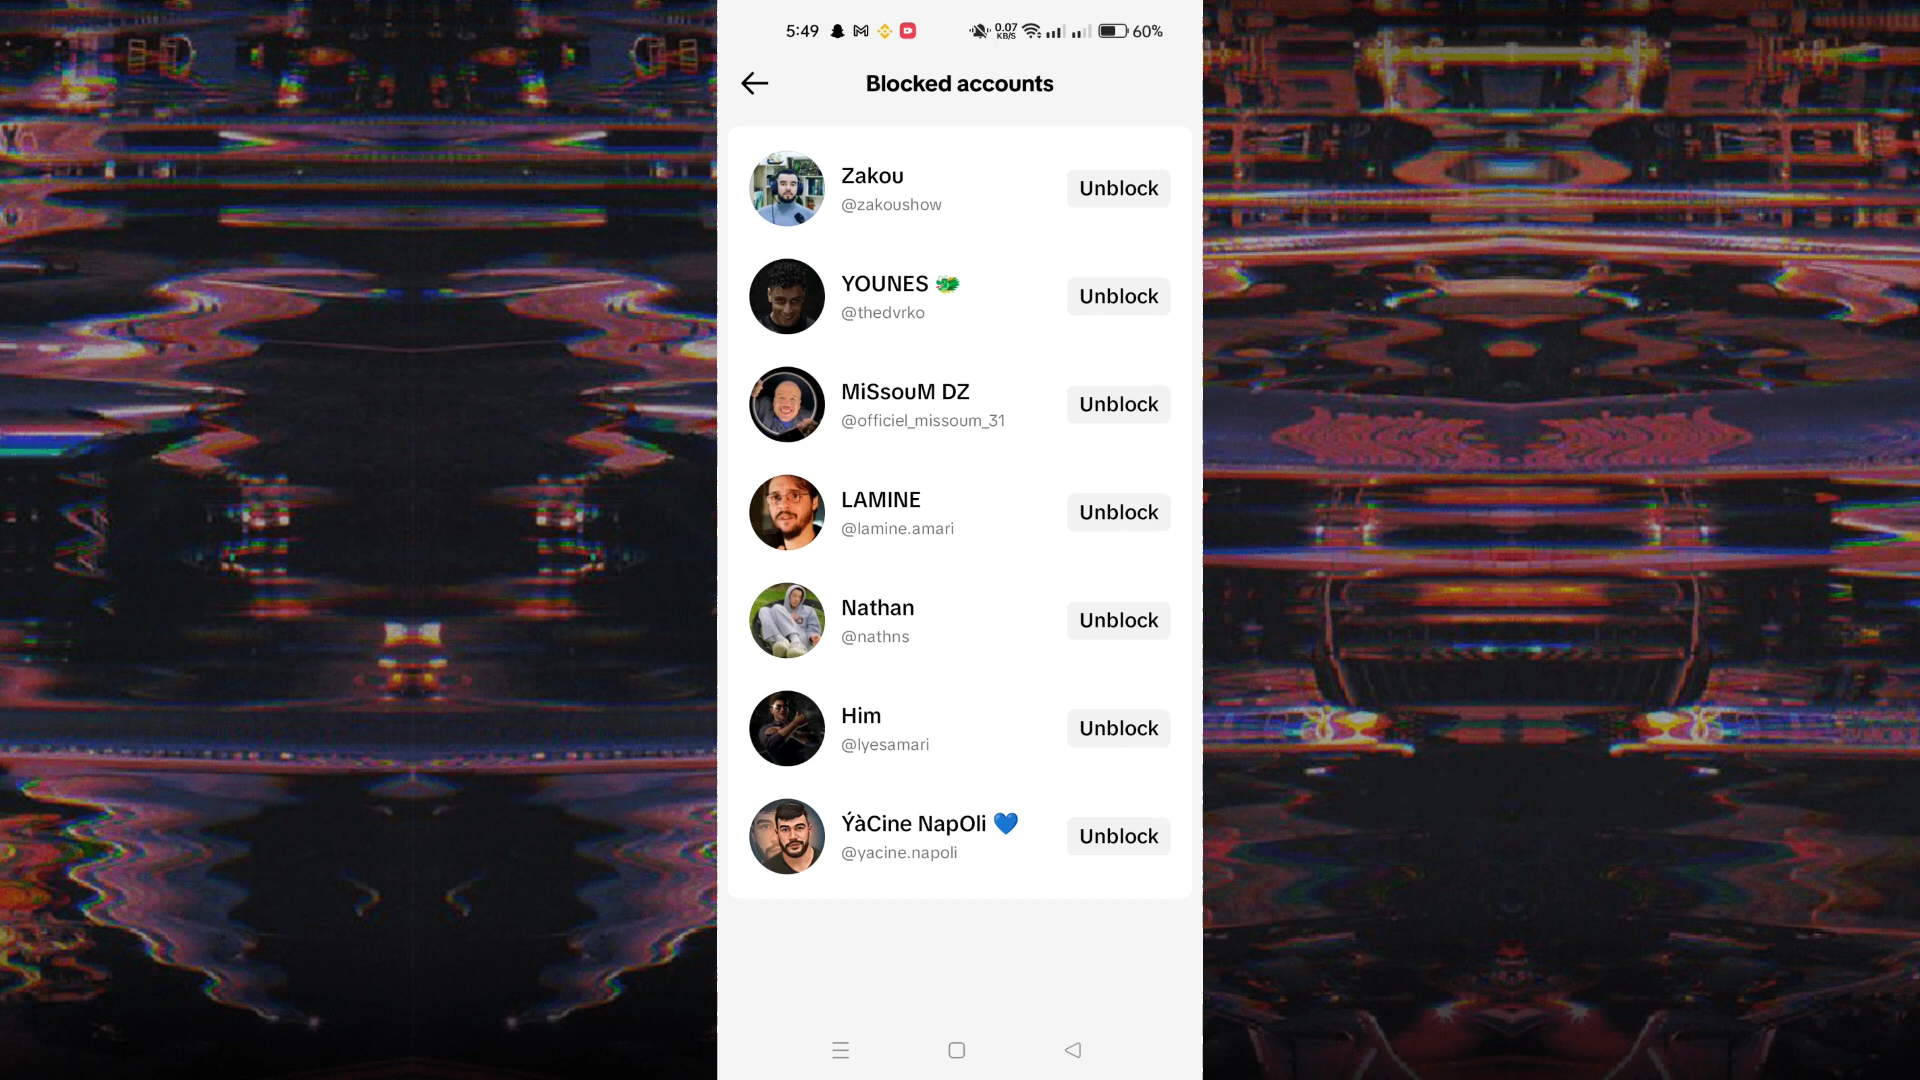 5:49 0.07 KB/S 60%
Blocked accounts
Zakou
@zakoushow
Unblock
YOUNES 🐲
@thedvrko
Unblock
MiSsouM DZ
@officiel_missoum_31
Unblock
LAMINE
@lamine.amari
Unblock
Nathan
@nathns
Unblock
Him
@lyesamari
Unblock
ÝàCine NapOli 💙
@yacine.napoli
Unblock